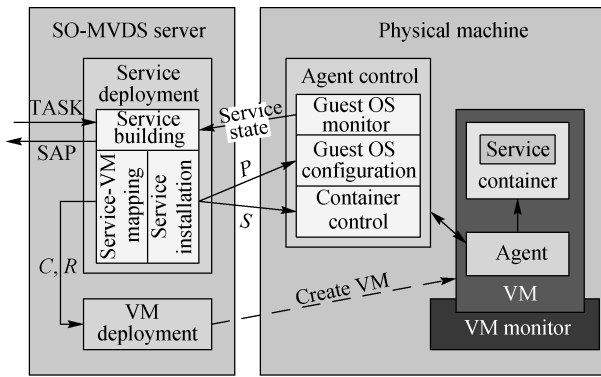 SO-MVDS server
Physical machine
Service
deployment
Agent control
TASK
SAP
Service
building
Service
state
Guest OS
monitor
Guest OS
configuration
Container
control
Service-VM
mapping
Service
installation
P
S
C, R
Service
container
Agent
VM
VM monitor
VM
deployment
Create VM